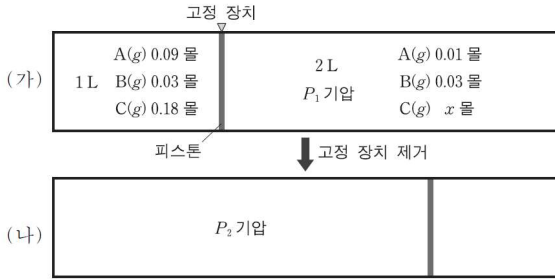 고정 장치
(가)
1 L
A(g) 0.09 몰
B(g) 0.03 몰
C(g) 0.18 몰
2 L
P₁ 기압
A(g) 0.01 몰
B(g) 0.03 몰
C(g) x 몰
피스톤
고정 장치 제거
(나)
P₂ 기압